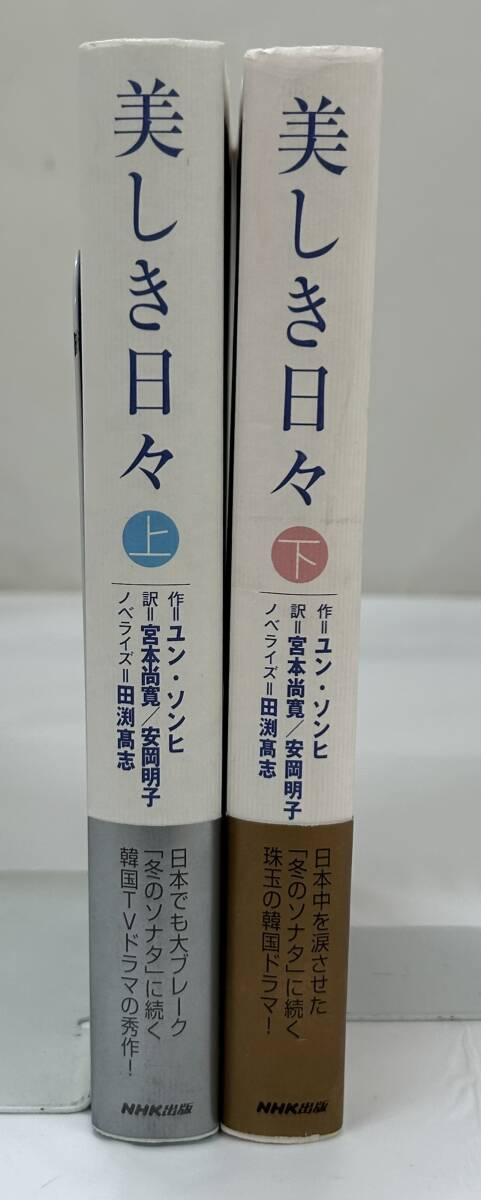 美しき日々
上
作＝ユン・ソンヒ
訳＝宮本尚寛／安岡明子
ノベライズ＝田渕髙志
日本でも大ブレーク
「冬のソナタ」に続く
韓国TVドラマの秀作！
NHK出版
美しき日々
下
作＝ユン・ソンヒ
訳＝宮本尚寛／安岡明子
ノベライズ＝田渕髙志
日本中を涙させた
「冬のソナタ」に続く
珠玉の韓国ドラマ！
NHK出版